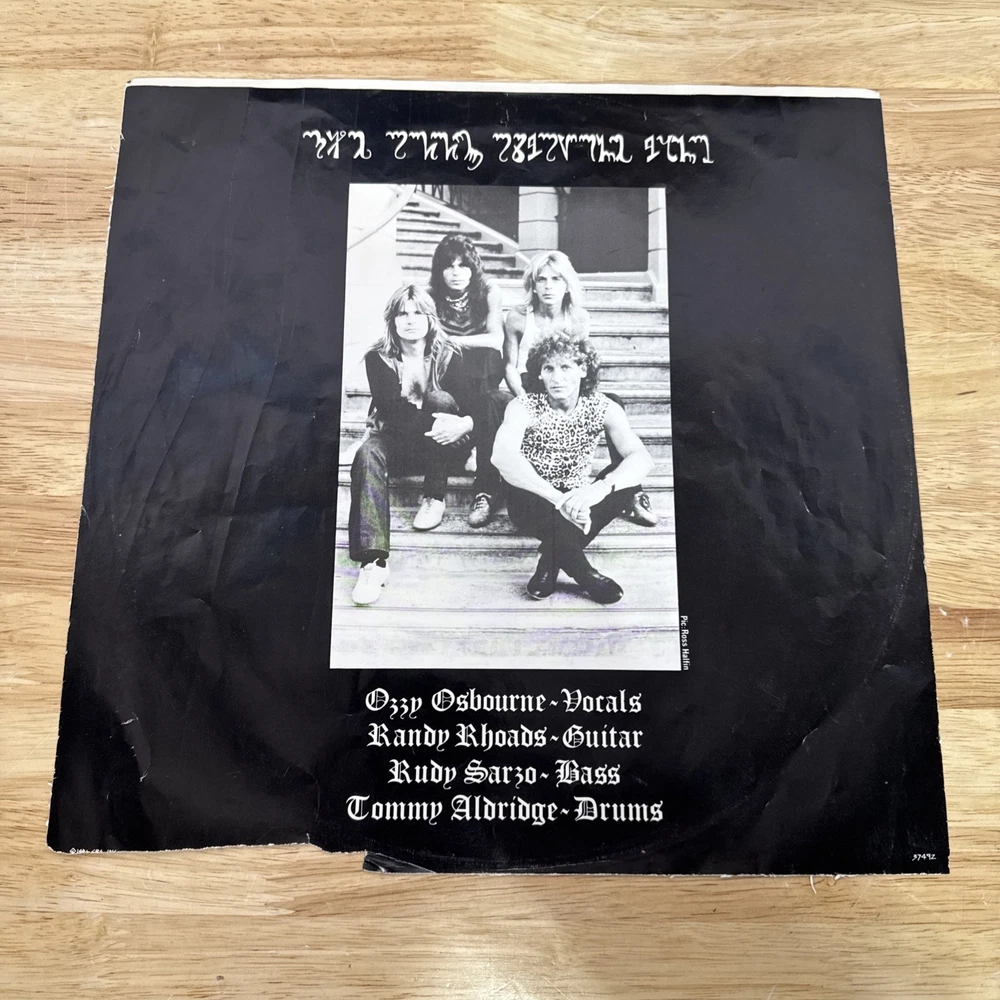 Pic: Ross Halfin
Ozzy Osbourne~Vocals
Randy Rhoads~Guitar
Rudy Sarzo~Bass
Tommy Aldridge~Drums
37492